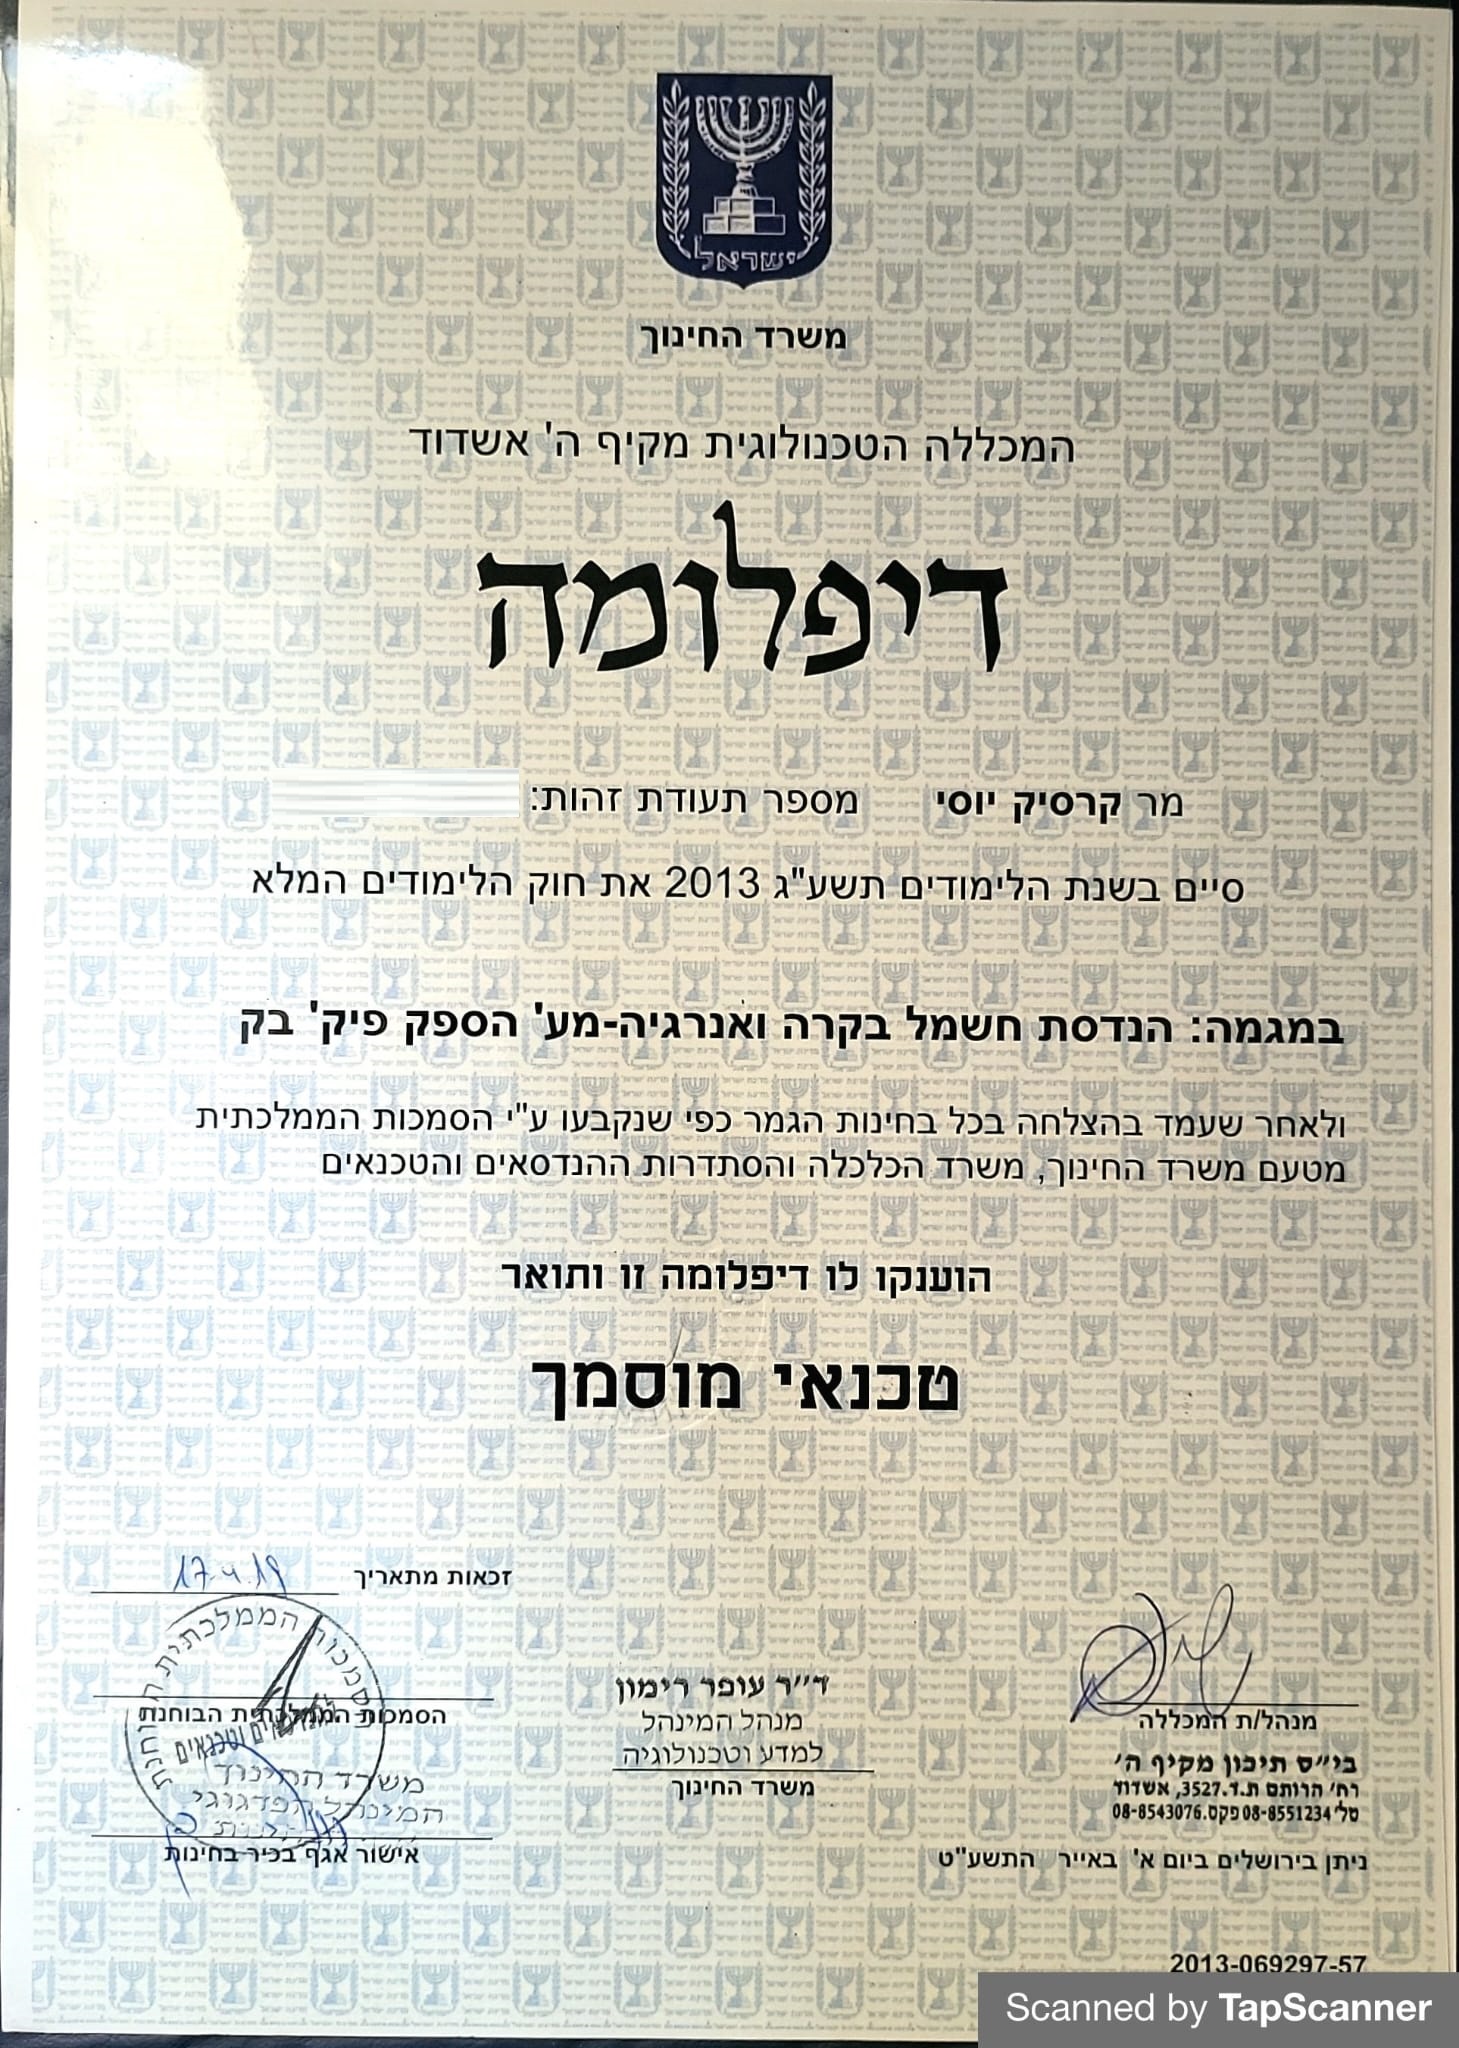 ישראל
משרד החינוך
המכללה הטכנולוגית מקיף ה' אשדוד
דיפלומה
מר קרסיק יוסי מספר תעודת זהות:
סיים בשנת הלימודים תשע"ג 2013 את חוק הלימודים המלא
במגמה: הנדסת חשמל בקרה ואנרגיה-מע' הספק פיק' בק
ולאחר שעמד בהצלחה בכל בחינות הגמר כפי שנקבעו ע"י הסמכות הממלכתית
מטעם משרד החינוך, משרד הכלכלה והסתדרות ההנדסאים והטכנאים
הוענקו לו דיפלומה זו ותואר
טכנאי מוסמך
זכאות מתאריך 17.4.19
הסמכות הממלכתית הבוחנת
משרד החינוך
המינהל הפדגוגי
אישור אגף בכיר בחינות
ד"ר עופר רימון
מנהל המינהל
למדע וטכנולוגיה
משרד החינוך
מנהל/ת המכללה
בי"ס תיכון מקיף ה'
רח' הרותם ת.ד.3527, אשדוד
טל' 08-8551234 פקס.08-8543076
ניתן בירושלים ביום א' באייר התשע"ט
2013-069297-57
Scanned by TapScanner